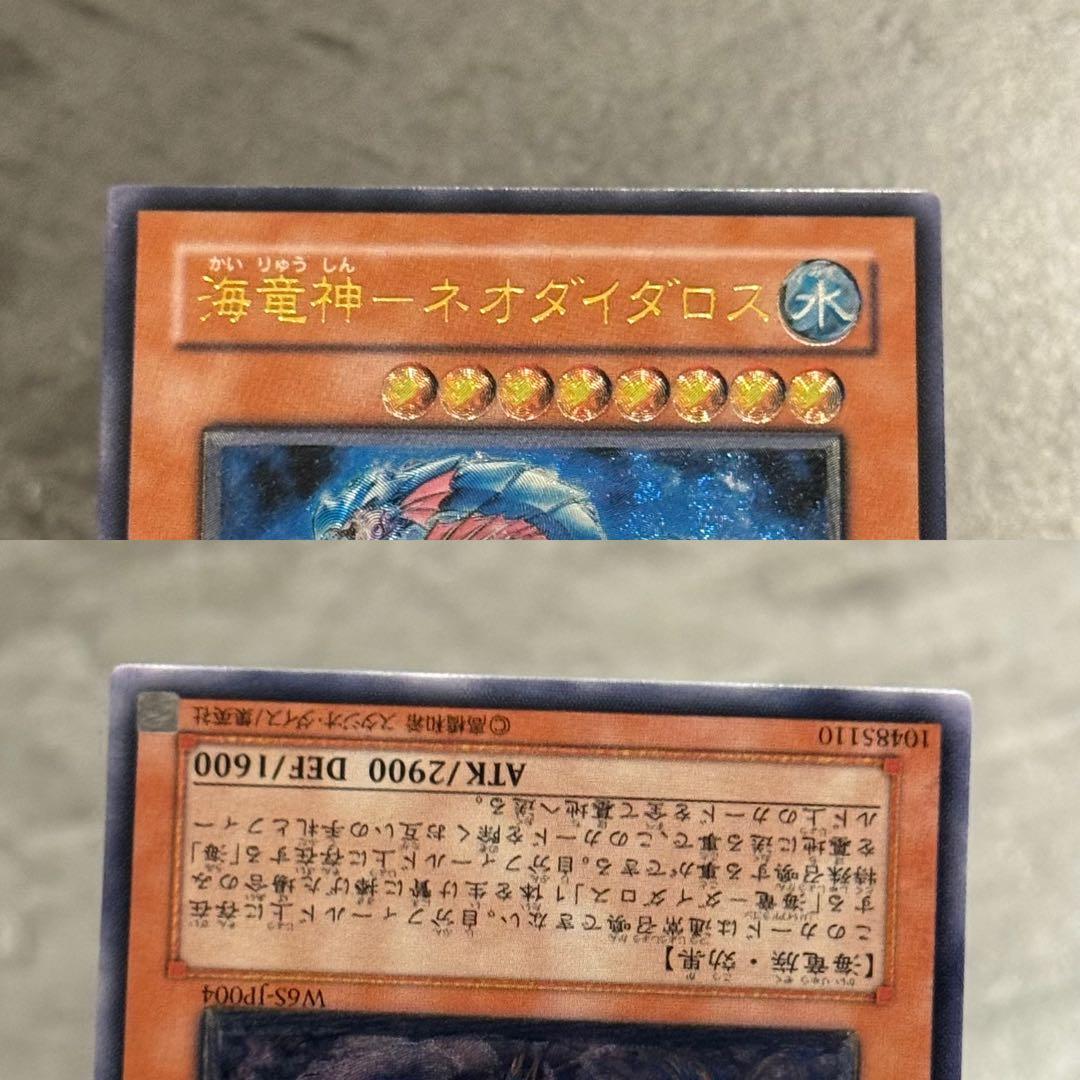 かいりゅうしん
海竜神－ネオダイダロス 水
W6S-JP004
【海竜族・効果】
このカードは通常召喚できない。自分フィールド上に存在
する「海竜－ダイダロス」1体を生け贄に捧げた場合のみ
特殊召喚する事ができる。自分フィールド上に存在する「海」
を墓地に送る事で、このカードを除くお互いの手札とフィー
ルド上のカードを全て墓地へ送る。
ATK/2900 DEF/1600
10485110 ©高橋和希 スタジオ・ダイス/集英社